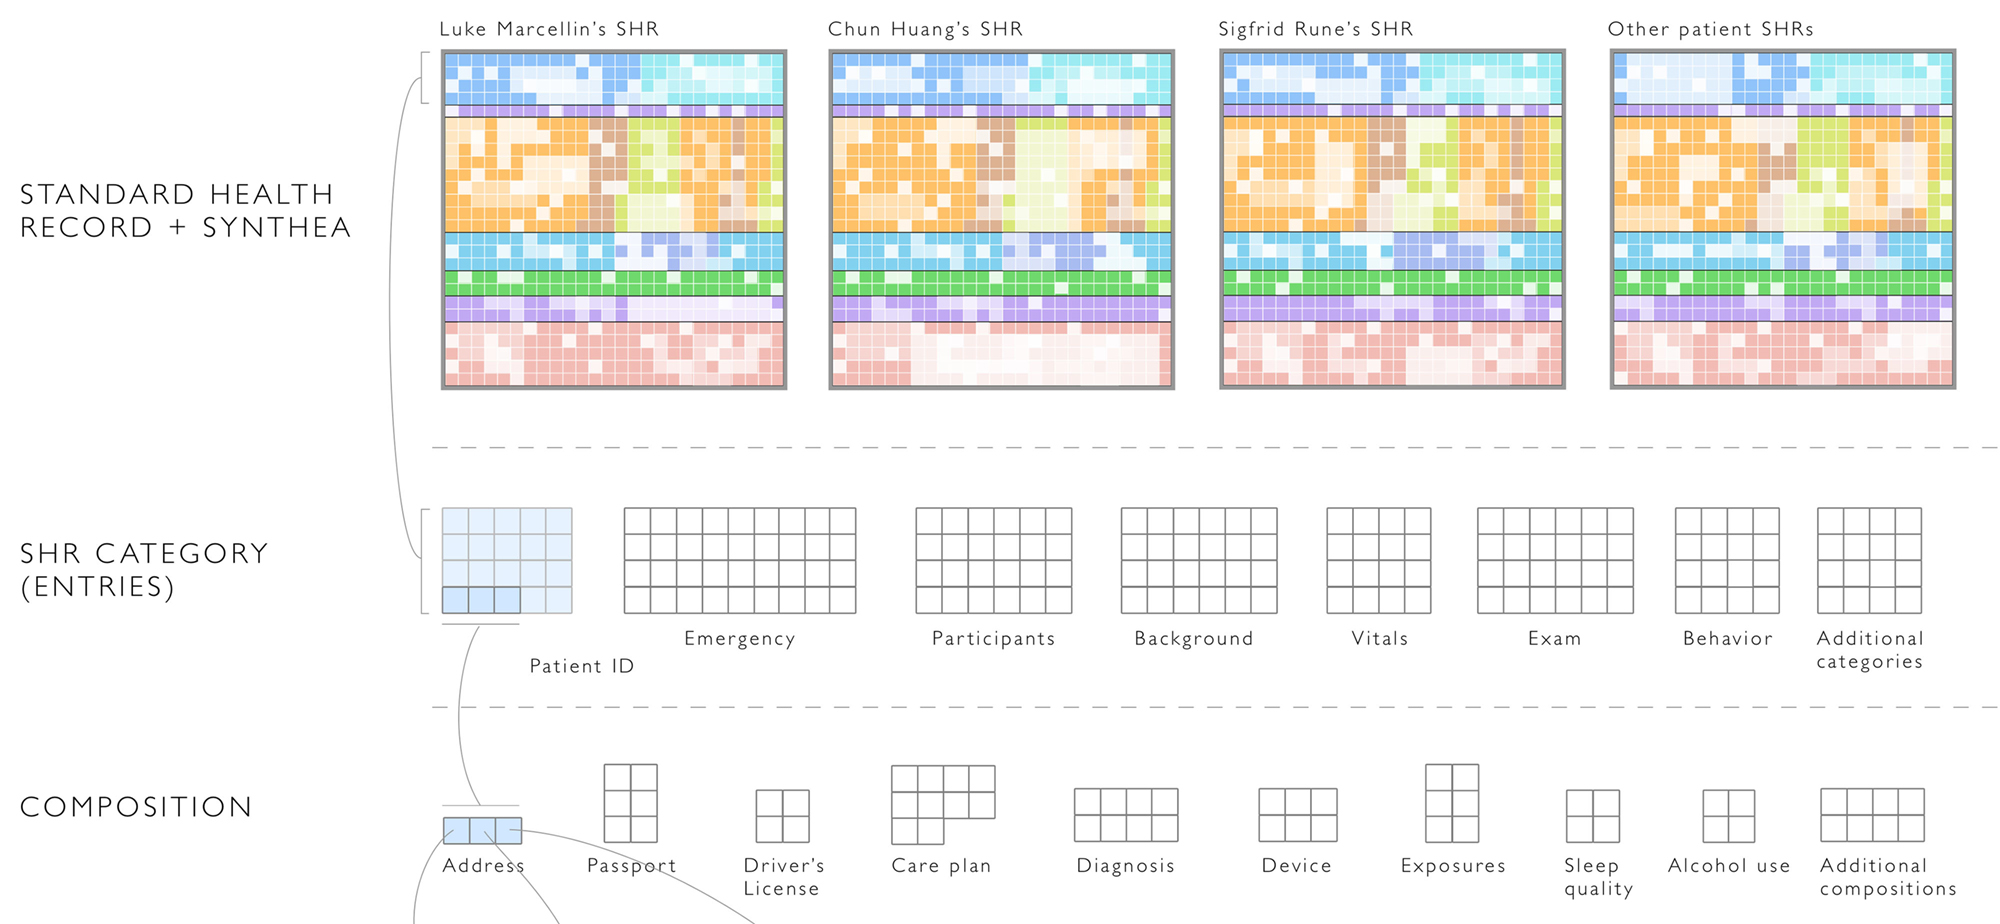 Luke Marcellin's SHR
Chun Huang's SHR
Sigfrid Rune's SHR
Other patient SHRs
STANDARD HEALTH
RECORD + SYNTHEA
SHR CATEGORY
(ENTRIES)
Patient ID
Emergency
Participants
Background
Vitals
Exam
Behavior
Additional
categories
COMPOSITION
Address
Passport
Driver's
License
Care plan
Diagnosis
Device
Exposures
Sleep
quality
Alcohol use
Additional
compositions